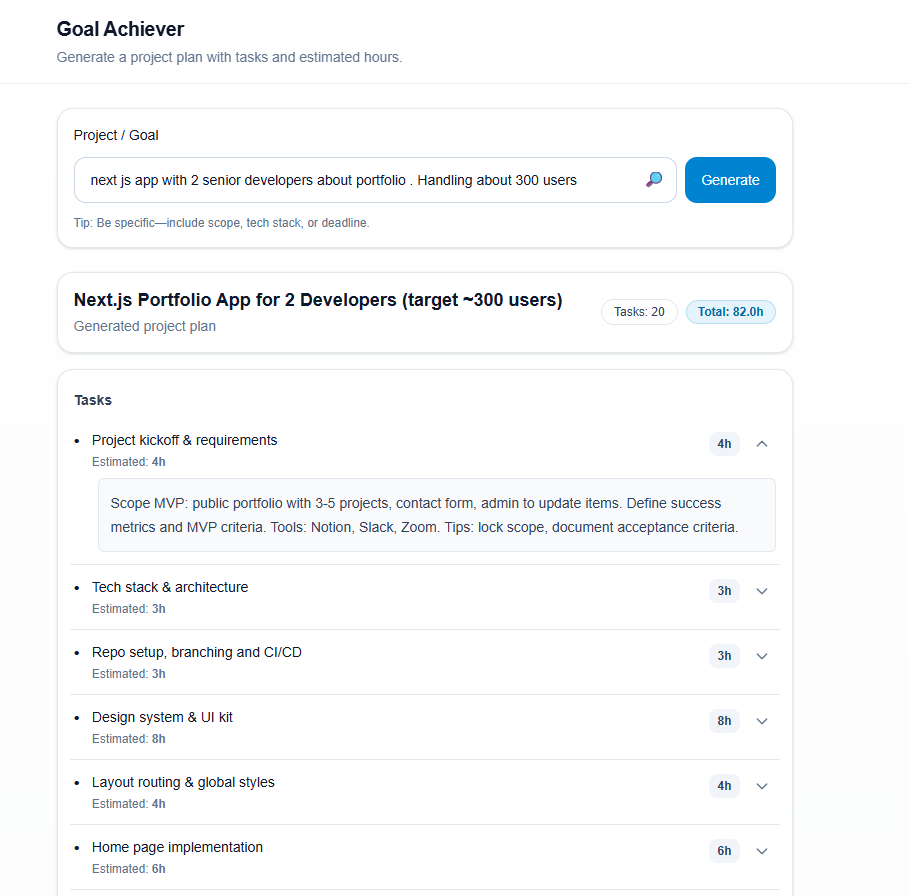 Goal Achiever
Generate a project plan with tasks and estimated hours.
Project / Goal
next js app with 2 senior developers about portfolio . Handling about 300 users
Generate
Tip: Be specific—include scope, tech stack, or deadline.
Next.js Portfolio App for 2 Developers (target ~300 users)
Generated project plan
Tasks: 20
Total: 82.0h
Tasks
Project kickoff & requirements
4h
Estimated: 4h
Scope MVP: public portfolio with 3-5 projects, contact form, admin to update items. Define success
metrics and MVP criteria. Tools: Notion, Slack, Zoom. Tips: lock scope, document acceptance criteria.
Tech stack & architecture
3h
Estimated: 3h
Repo setup, branching and CI/CD
3h
Estimated: 3h
Design system & UI kit
8h
Estimated: 8h
Layout routing & global styles
4h
Estimated: 4h
Home page implementation
6h
Estimated: 6h